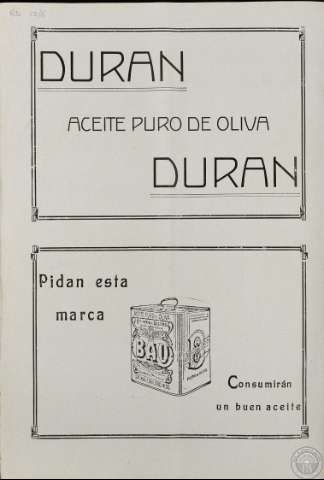 DURAN
ACEITE PURO DE OLIVA
DURAN
Pidan esta
marca
BAU
Consumirán
un buen aceite